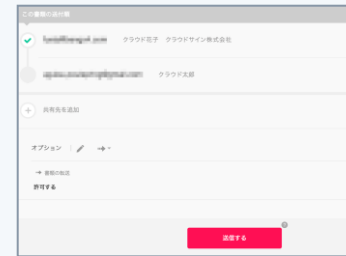 この書類の送付順
クラウド花子 クラウドサイン株式会社
クラウド太郎
共有先を追加
オプション
書類の転送
許可する
送信する